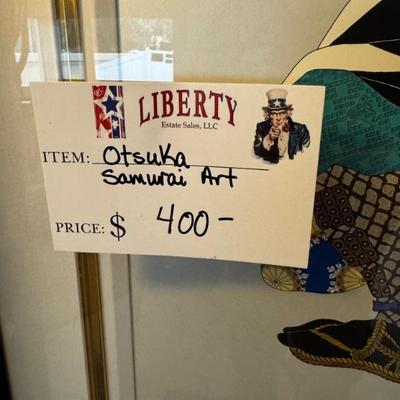 LIBERTY
Estate Sales, LLC
ITEM: Otsuka
Samurai Art
PRICE: $ 400-